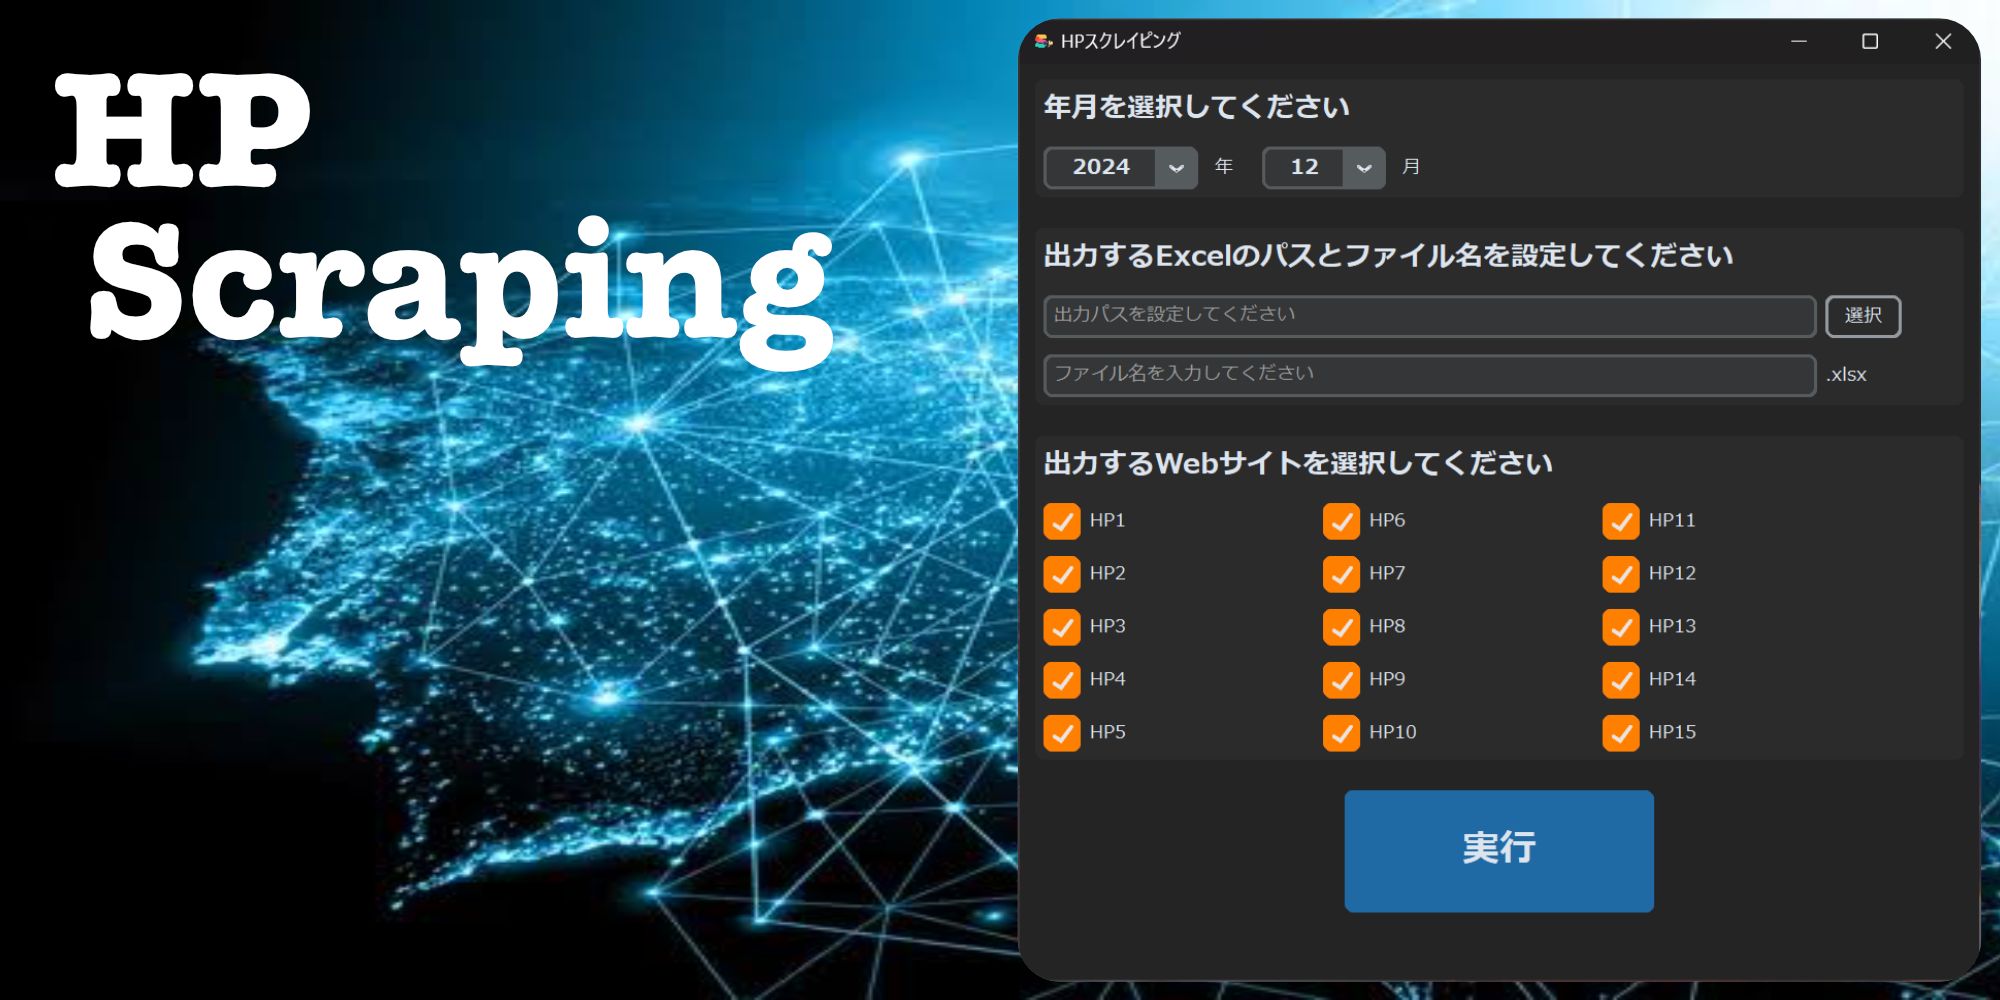 HP
Scraping
HPスクレイピング
年月を選択してください
2024 年 12 月
出力するExcelのパスとファイル名を設定してください
出力パスを設定してください 選択
ファイル名を入力してください .xlsx
出力するWebサイトを選択してください
HP1 HP6 HP11
HP2 HP7 HP12
HP3 HP8 HP13
HP4 HP9 HP14
HP5 HP10 HP15
実行